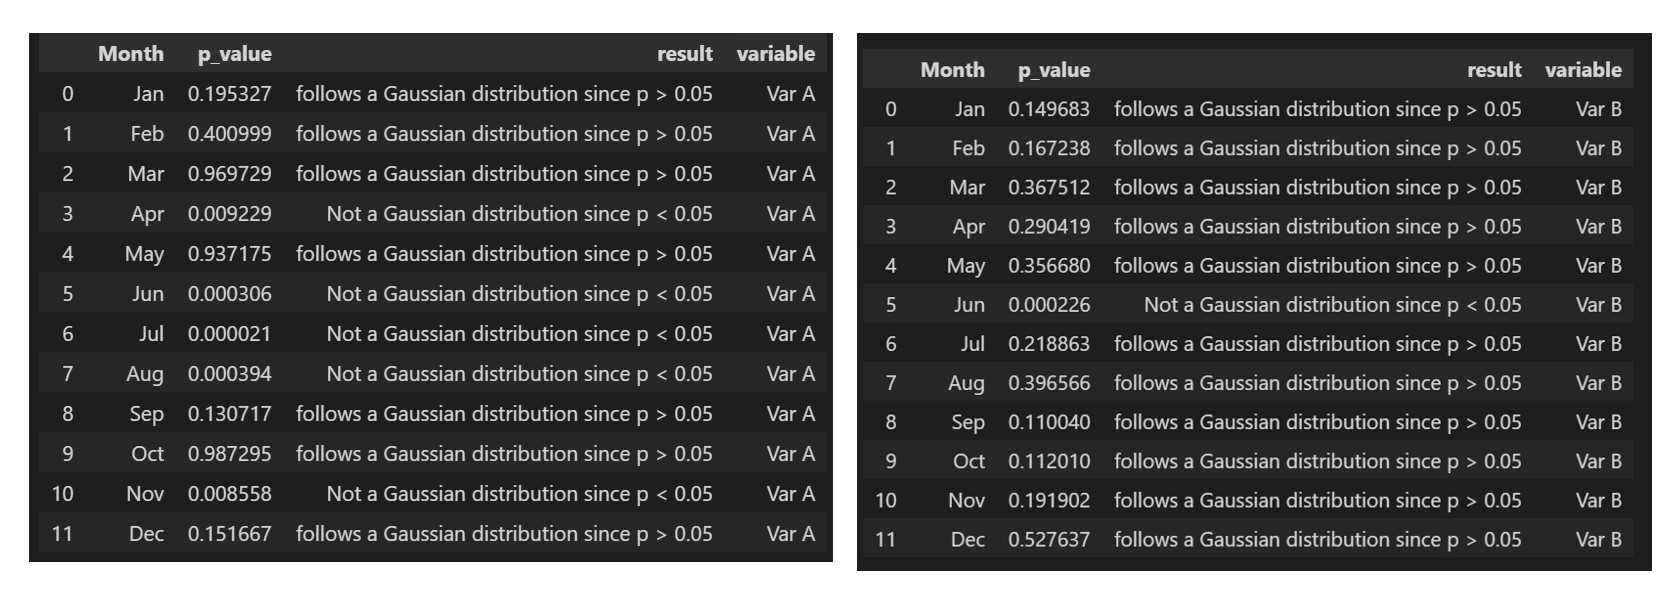 Month p_value result variable
0 Jan 0.195327 follows a Gaussian distribution since p > 0.05 Var A
1 Feb 0.400999 follows a Gaussian distribution since p > 0.05 Var A
2 Mar 0.969729 follows a Gaussian distribution since p > 0.05 Var A
3 Apr 0.009229 Not a Gaussian distribution since p < 0.05 Var A
4 May 0.937175 follows a Gaussian distribution since p > 0.05 Var A
5 Jun 0.000306 Not a Gaussian distribution since p < 0.05 Var A
6 Jul 0.000021 Not a Gaussian distribution since p < 0.05 Var A
7 Aug 0.000394 Not a Gaussian distribution since p < 0.05 Var A
8 Sep 0.130717 follows a Gaussian distribution since p > 0.05 Var A
9 Oct 0.987295 follows a Gaussian distribution since p > 0.05 Var A
10 Nov 0.008558 Not a Gaussian distribution since p < 0.05 Var A
11 Dec 0.151667 follows a Gaussian distribution since p > 0.05 Var A
Month p_value result variable
0 Jan 0.149683 follows a Gaussian distribution since p > 0.05 Var B
1 Feb 0.167238 follows a Gaussian distribution since p > 0.05 Var B
2 Mar 0.367512 follows a Gaussian distribution since p > 0.05 Var B
3 Apr 0.290419 follows a Gaussian distribution since p > 0.05 Var B
4 May 0.356680 follows a Gaussian distribution since p > 0.05 Var B
5 Jun 0.000226 Not a Gaussian distribution since p < 0.05 Var B
6 Jul 0.218863 follows a Gaussian distribution since p > 0.05 Var B
7 Aug 0.396566 follows a Gaussian distribution since p > 0.05 Var B
8 Sep 0.110040 follows a Gaussian distribution since p > 0.05 Var B
9 Oct 0.112010 follows a Gaussian distribution since p > 0.05 Var B
10 Nov 0.191902 follows a Gaussian distribution since p > 0.05 Var B
11 Dec 0.527637 follows a Gaussian distribution since p > 0.05 Var B